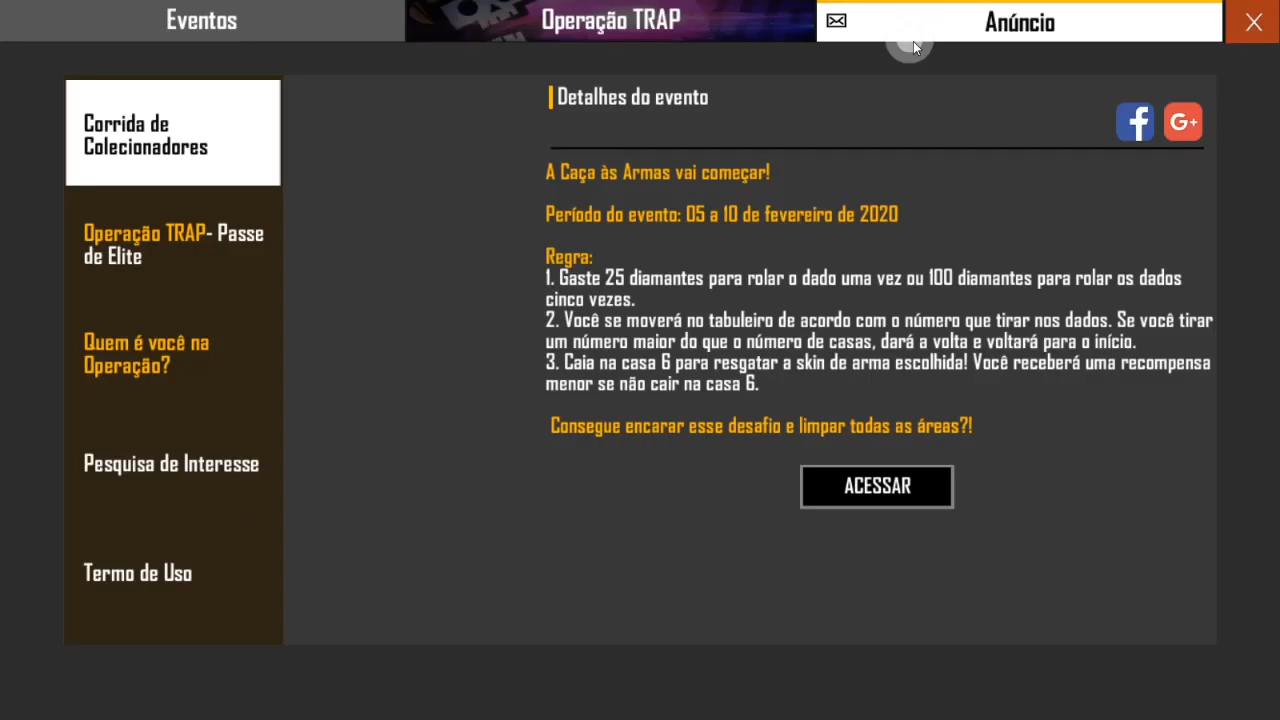 Eventos
Operação TRAP
Anúncio
Corrida de
Colecionadores
Operação TRAP- Passe
de Elite
Quem é você na
Operação?
Pesquisa de Interesse
Termo de Uso
Detalhes do evento
G+
A Caça às Armas vai começar!
Período do evento: 05 a 10 de fevereiro de 2020
Regra:
1. Gaste 25 diamantes para rolar o dado uma vez ou 100 diamantes para rolar os dados
cinco vezes.
2. Você se moverá no tabuleiro de acordo com o número que tirar nos dados. Se você tirar
um número maior do que o número de casas, dará a volta e voltará para o início.
3. Caia na casa 6 para resgatar a skin de arma escolhida! Você receberá uma recompensa
menor se não cair na casa 6.
Consegue encarar esse desafio e limpar todas as áreas?!
ACESSAR